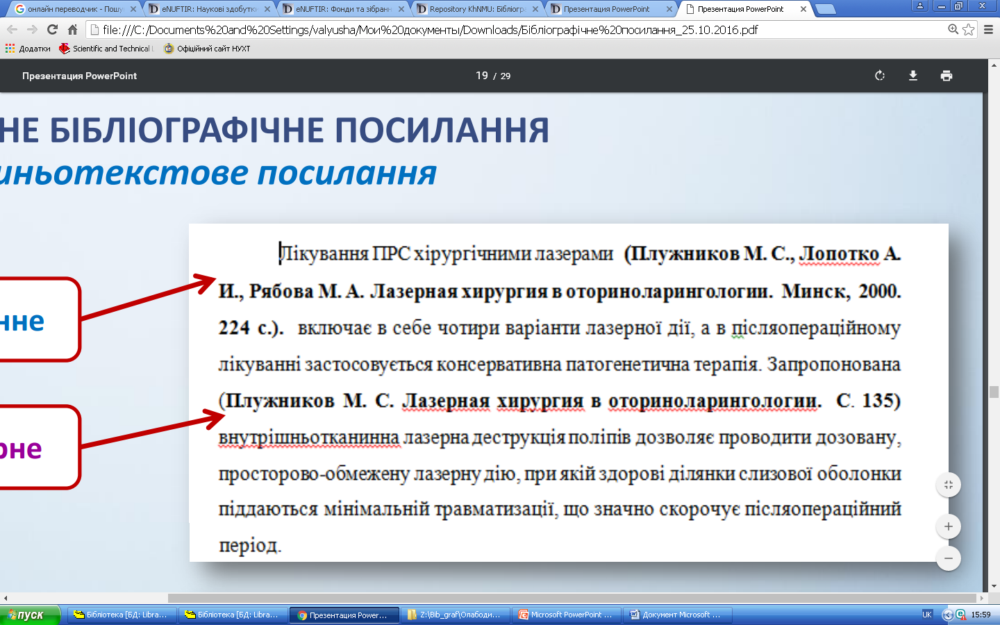 онлайн переводчик - Пошу
eNUFTIR: Наукові здобутк
eNUFTIR: Фонди та зібран
Repository KhNMU: Бібліогра
Презентация PowerPoint
Презентация PowerPoint
file:///C:/Documents%20and%20Settings/valyusha/Мои%20документы/Downloads/Бібліографічне%20посилання_25.10.2016.pdf
Додатки
Scientific and Technical
Офіційний сайт НУХТ
Презентация PowerPoint
19 / 29
НЕ БІБЛІОГРАФІЧНЕ ПОСИЛАННЯ
ньотекстове посилання
Лікування ПРС хірургічними лазерами (Плужников М. С., Лопотко А.
И., Рябова М. А. Лазерная хирургия в оториноларингологии. Минск, 2000.
224 с.). включає в себе чотири варіанти лазерної дії, а в післяопераційному
лікуванні застосовується консервативна патогенетична терапія. Запропонована
(Плужников М. С. Лазерная хирургия в оториноларингологии. С. 135)
внутрішньотканинна лазерна деструкція поліпів дозволяє проводити дозовану,
просторово-обмежену лазерну дію, при якій здорові ділянки слизової оболонки
піддаються мінімальній травматизації, що значно скорочує післяопераційний
період.
нне
рне
пуск
Бібліотека [БД: Libra...
Бібліотека [БД: Libra...
Презентация Power...
Z:\Bib_graf\Олабоди...
Microsoft PowerPoint ...
Документ Microsoft ...
UK
15:59